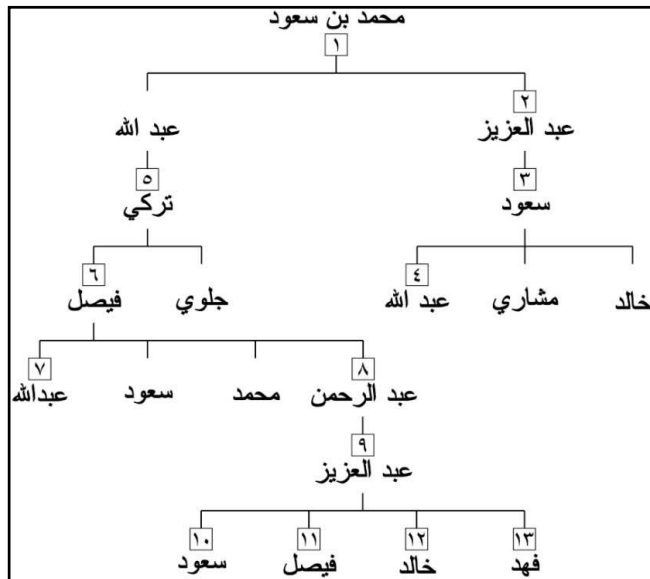 محمد بن سعود
١
٢
عبد العزيز عبد الله
٣ ٥
سعود تركي
٤ ٦
خالد مشاري عبد الله جلوي فيصل
٨ ٧
عبد الرحمن محمد سعود عبدالله
٩
عبد العزيز
١٣ ١٢ ١١ ١٠
فهد خالد فيصل سعود